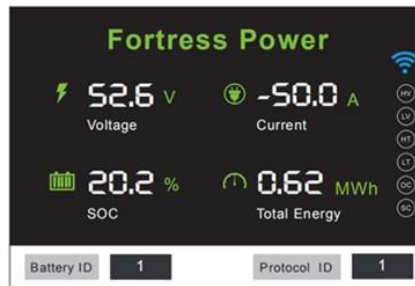 Fortress Power
52.6 V
Voltage
-50.0 A
Current
20.2 %
SOC
0.62 MWh
Total Energy
HV
LV
HT
LT
OC
SC
Battery ID 1
Protocol ID 1